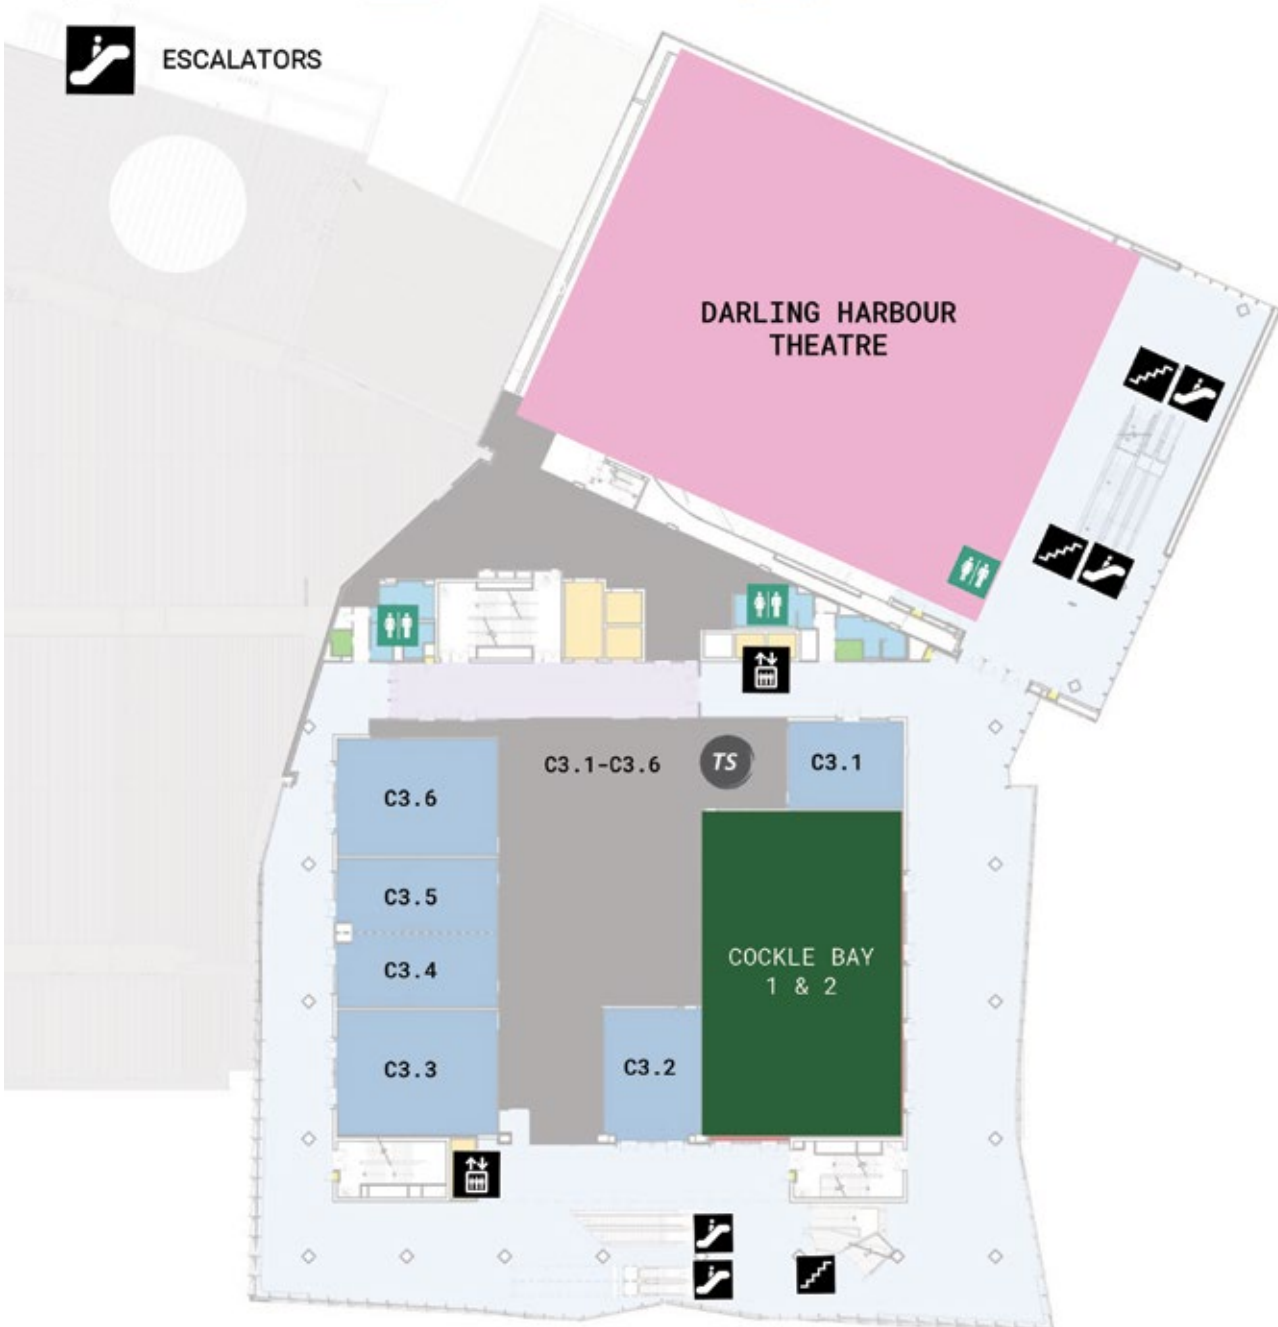 ESCALATORS
DARLING HARBOUR
THEATRE
C3.1-C3.6
TS
C3.1
C3.6
C3.5
C3.4
C3.3
C3.2
COCKLE BAY
1 & 2